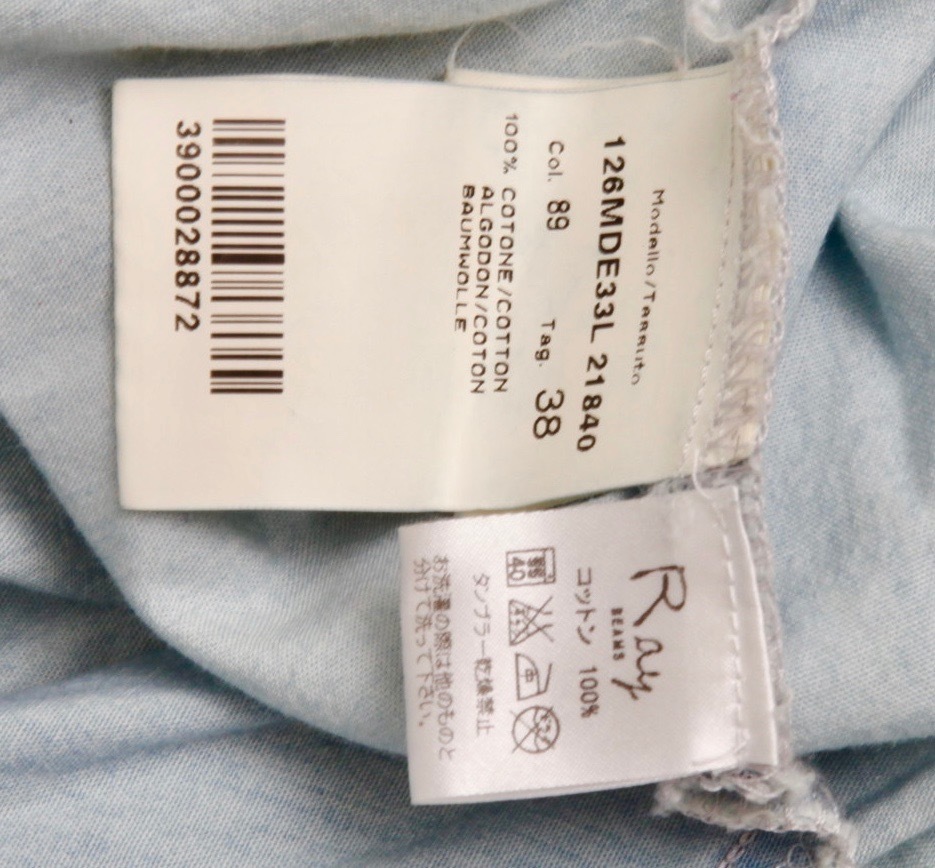 Modello/Tessuto
126MDE33L 21840
Col. 89 Tag. 38
100% COTONE/COTTON
ALGODON/COTON
BAUMWOLLE
3900028872
Ray
BEAMS
コットン 100%
40
タンブラー乾燥禁止
お洗濯の際は他のものと
分けて洗って下さい。